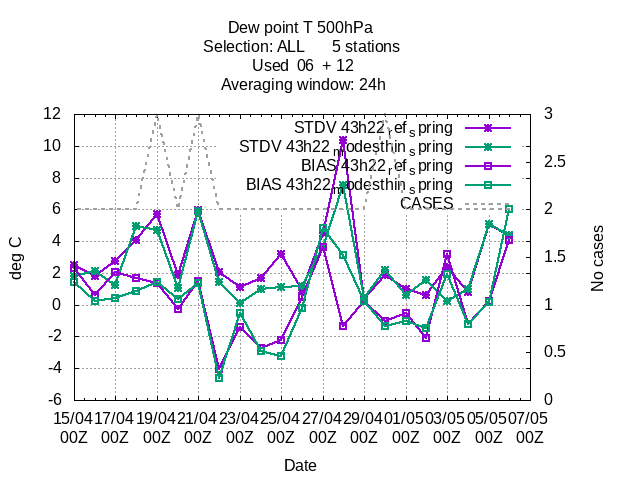 Dew point T 500hPa
Selection: ALL 5 stations
Used 06 + 12
Averaging window: 24h
12 10 8 6 4 2 0 -2 -4 -6
3 2.5 2 1.5 1 0.5 0
STDV 43h22refspring
STDV 43h22modesthinspring
BIAS 43h22refspring
BIAS 43h22modesthinspring
CASES
deg C
No cases
15/04 17/04 19/04 21/04 23/04 25/04 27/04 29/04 01/05 03/05 05/05 07/05
00Z 00Z 00Z 00Z 00Z 00Z 00Z 00Z 00Z 00Z 00Z 00Z
Date